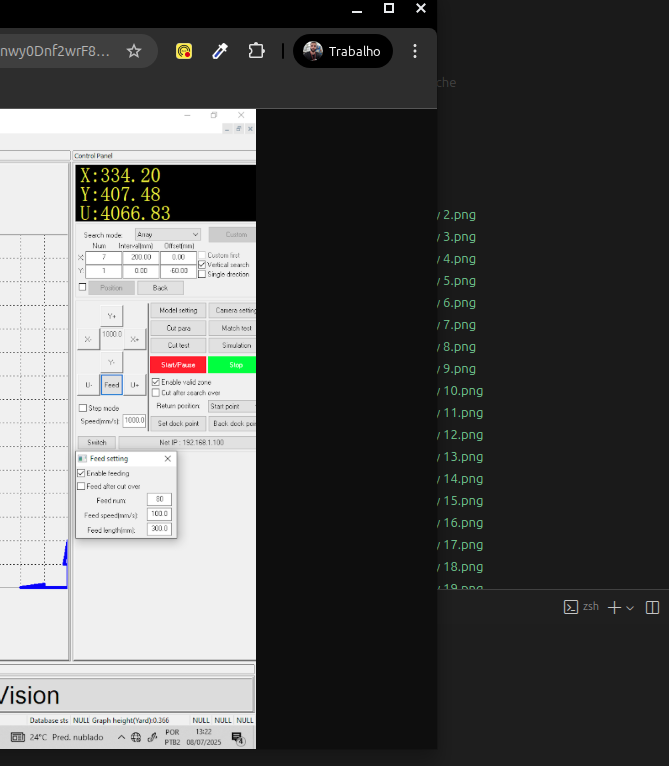 nwy0Dnf2wrF8...
Trabalho
che
Control Panel
X:334.20
Y:407.48
U:4066.83
Search mode: Array Custom
Num Interval(mm) Offset(mm)
X: 7 200.00 0.00 Custom first
Vertical search
Y: 1 0.00 -60.00 Single direction
Position Back
Y+
X- 1000.0 X+
Y-
U- Feed U+
Step mode
Speed(mm/s): 1000.0
Model setting Camera setting
Cut para Match test
Cut test Simulation
Start/Pause Stop
Enable valid zone
Cut after search over
Return position: Start point
Set dock point Back dock poin
Switch Net IP : 192.168.1.100
Feed setting
Enable feeding
Feed after cut over
Feed num: 80
Feed speed(mm/s): 100.0
Feed length(mm): 300.0
Vision
Database sts NULL Graph height(Yard):0.366 NULL NULL NULL
24°C Pred. nublado
POR
PTB2
13:22
08/07/2025
4
y 2.png
y 3.png
y 4.png
y 5.png
y 6.png
y 7.png
y 8.png
y 9.png
y 10.png
y 11.png
y 12.png
y 13.png
y 14.png
y 15.png
y 16.png
y 17.png
y 18.png
y 19.png
zsh